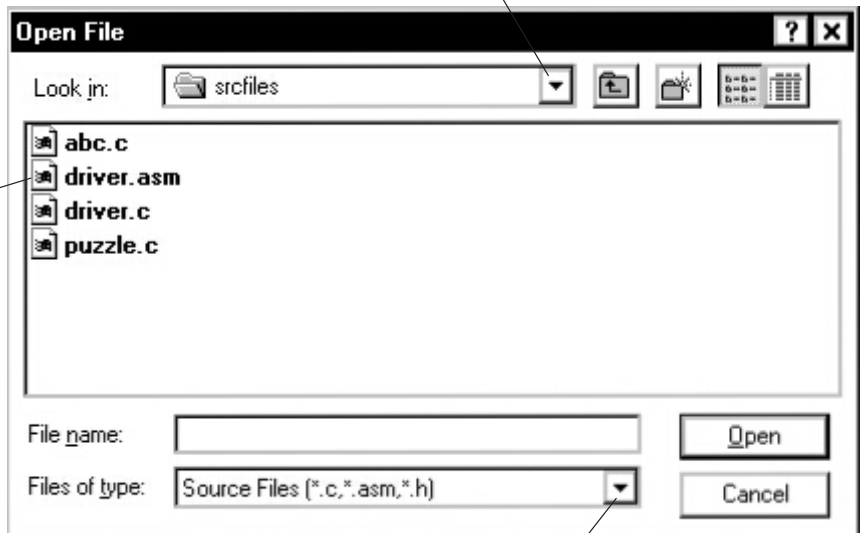 Open File
Look in: srcfiles
abc.c
driver.asm
driver.c
puzzle.c
File name: Open
Files of type: Source Files (*.c,*.asm,*.h) Cancel